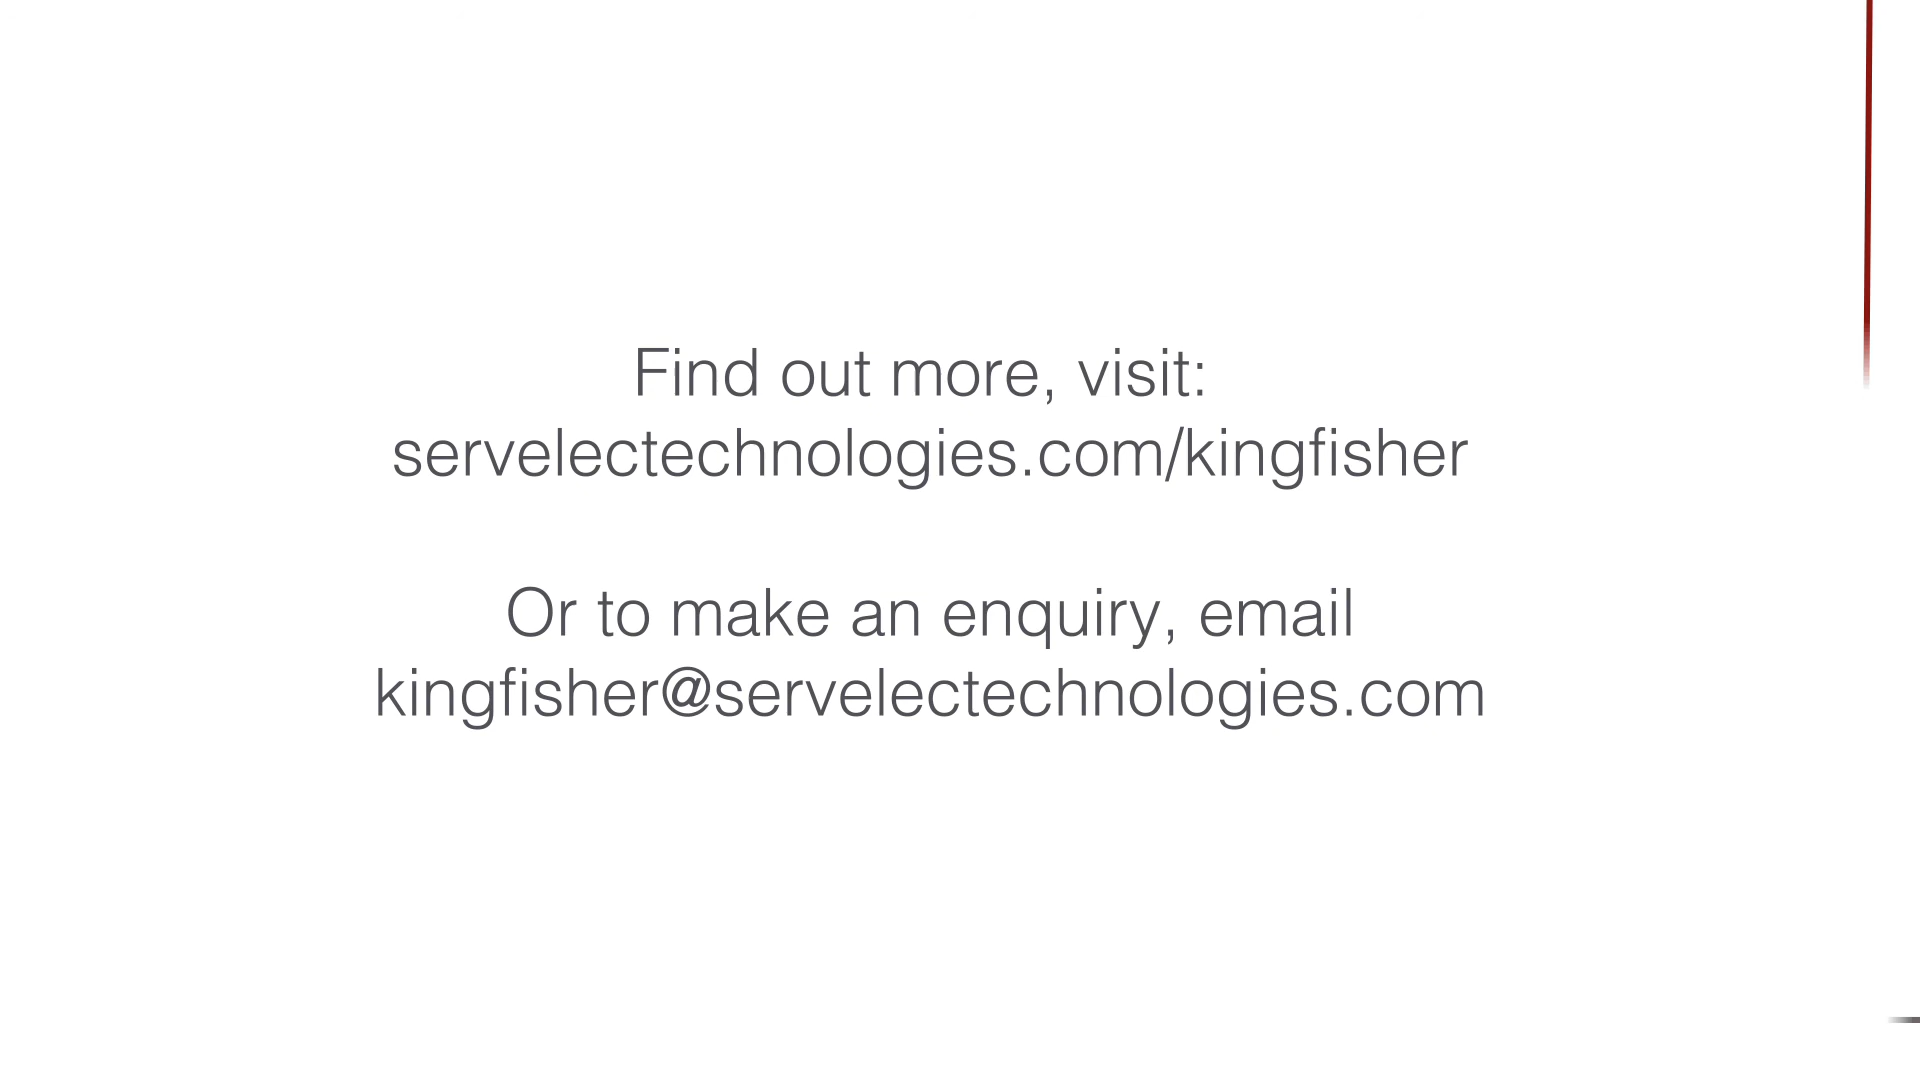 Find out more, visit:
servelectechnologies.com/kingfisher
Or to make an enquiry, email
kingfisher@servelectechnologies.com